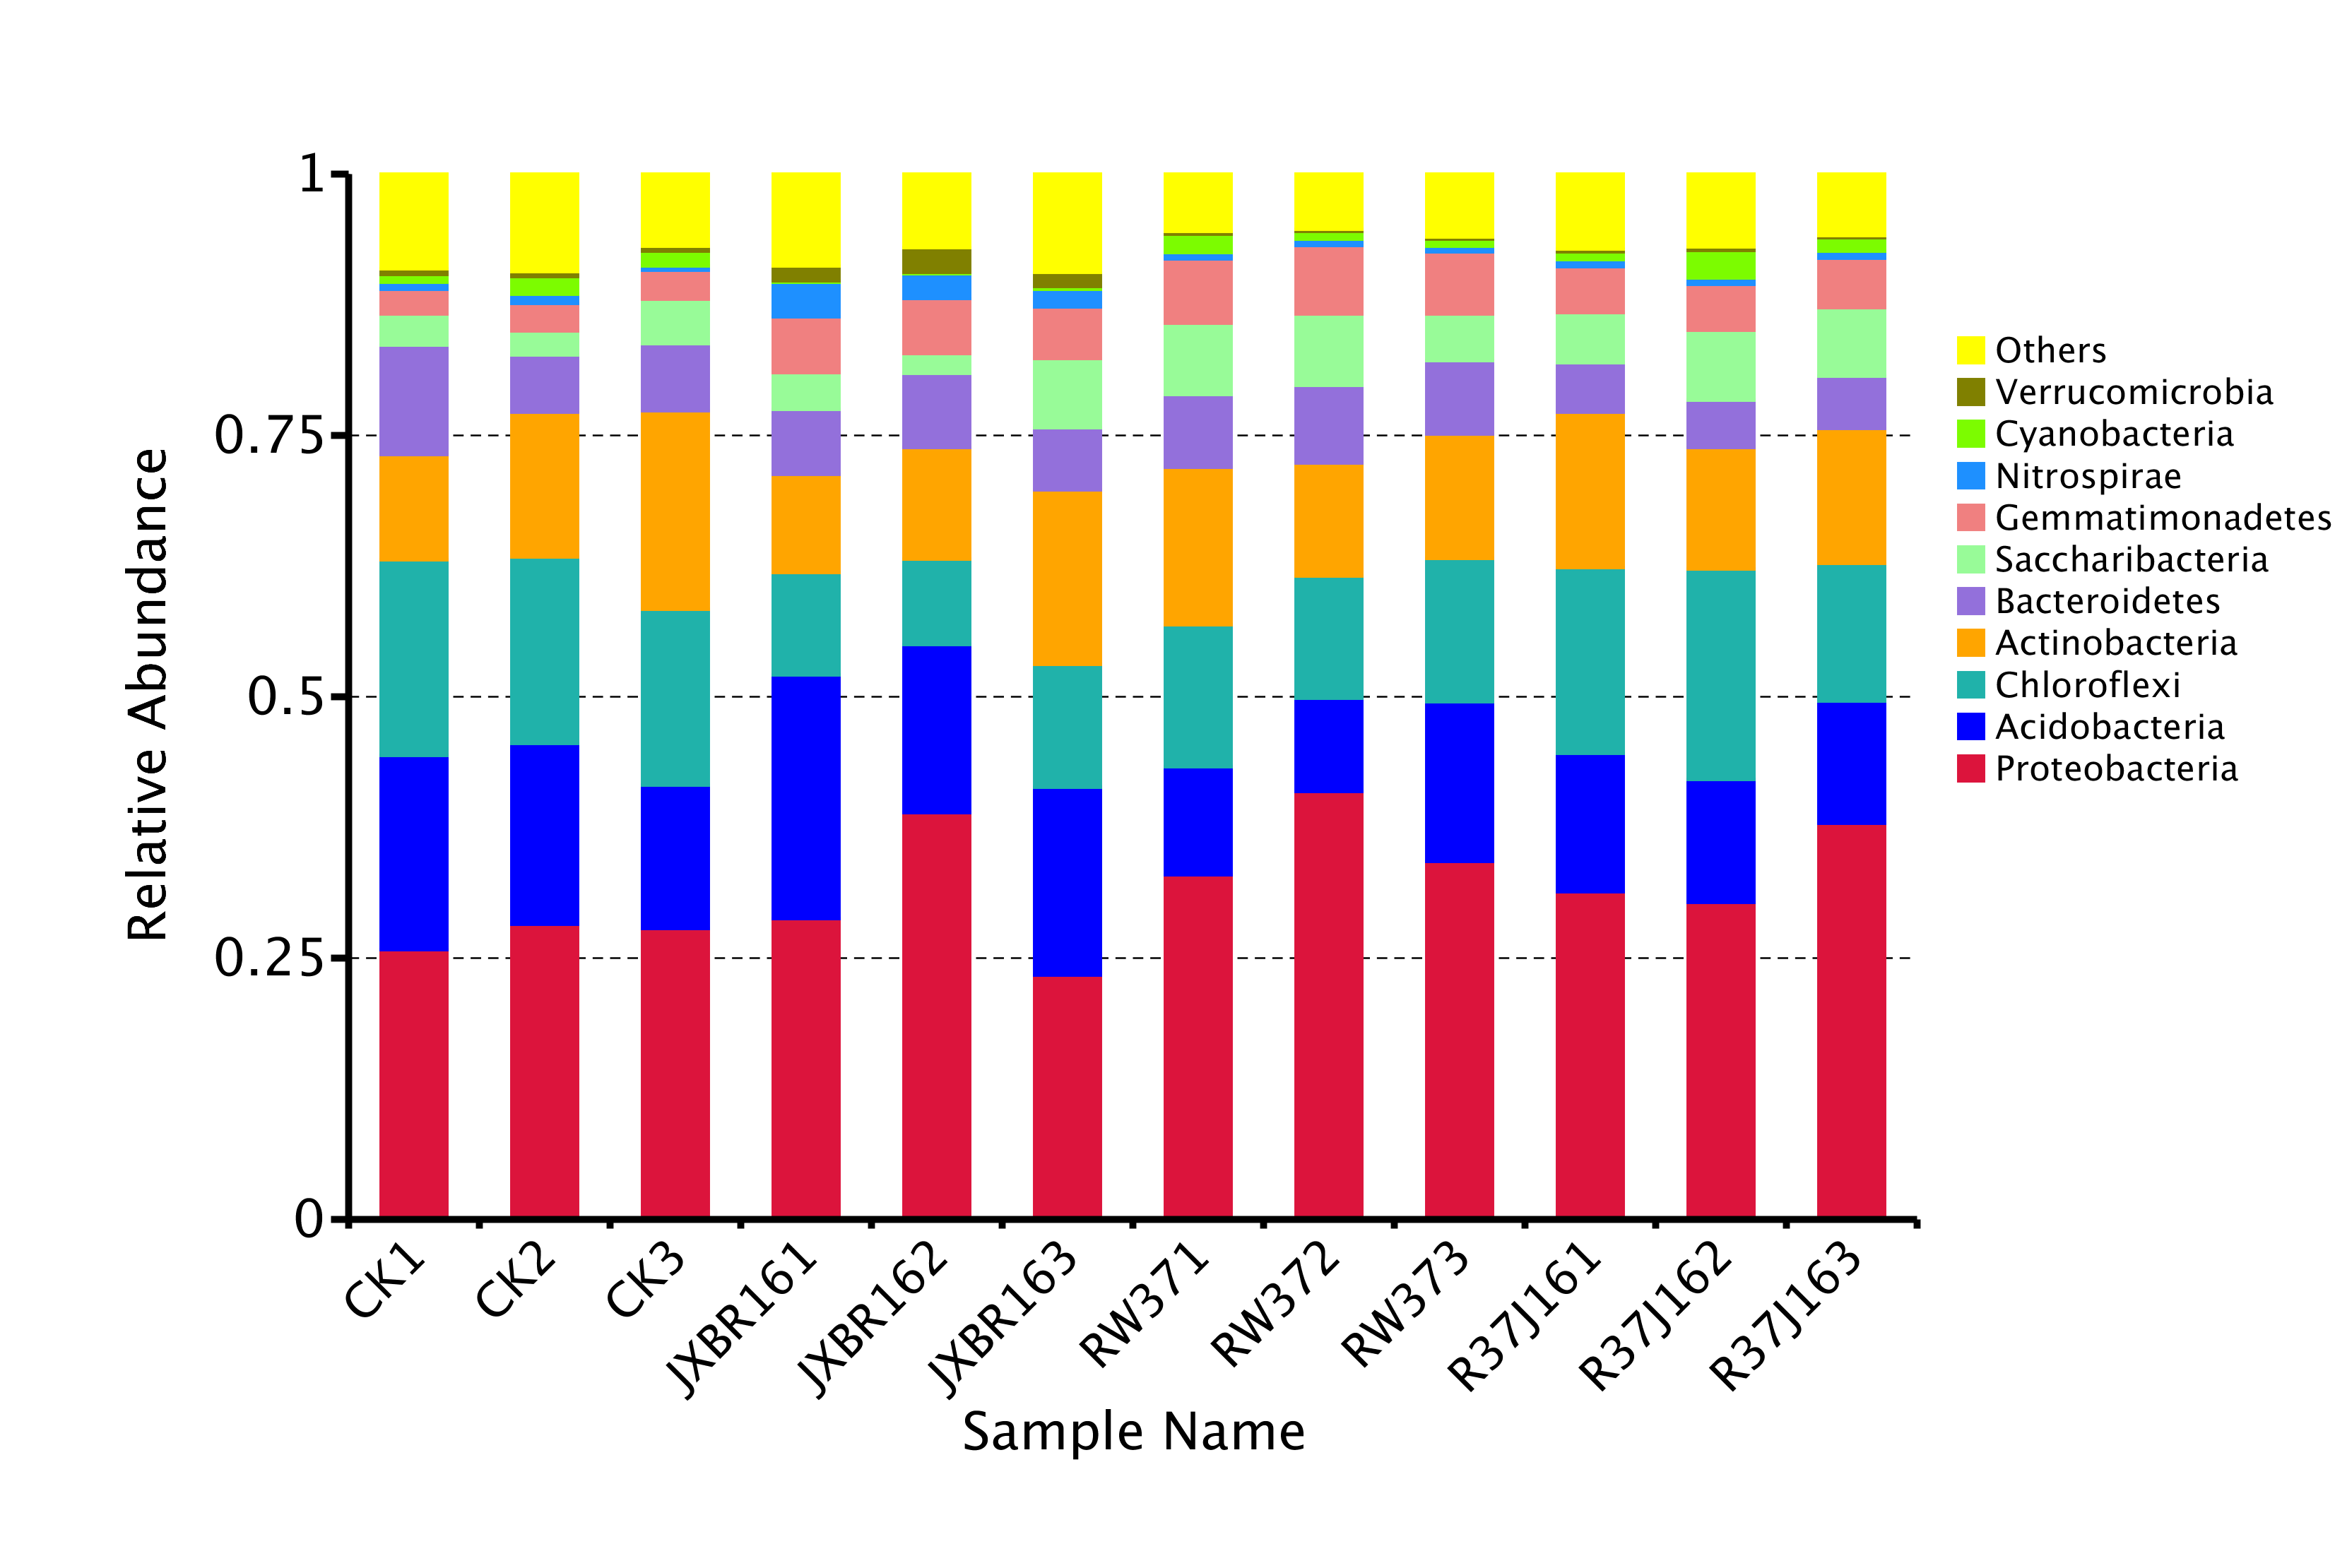 1
0.75
0.5
0.25
0
Relative Abundance
CK1
CK2
CK3
JXBR161
JXBR162
JXBR163
RW371
RW372
RW373
R37J161
R37J162
R37J163
Sample Name
Others
Verrucomicrobia
Cyanobacteria
Nitrospirae
Gemmatimonadetes
Saccharibacteria
Bacteroidetes
Actinobacteria
Chloroflexi
Acidobacteria
Proteobacteria